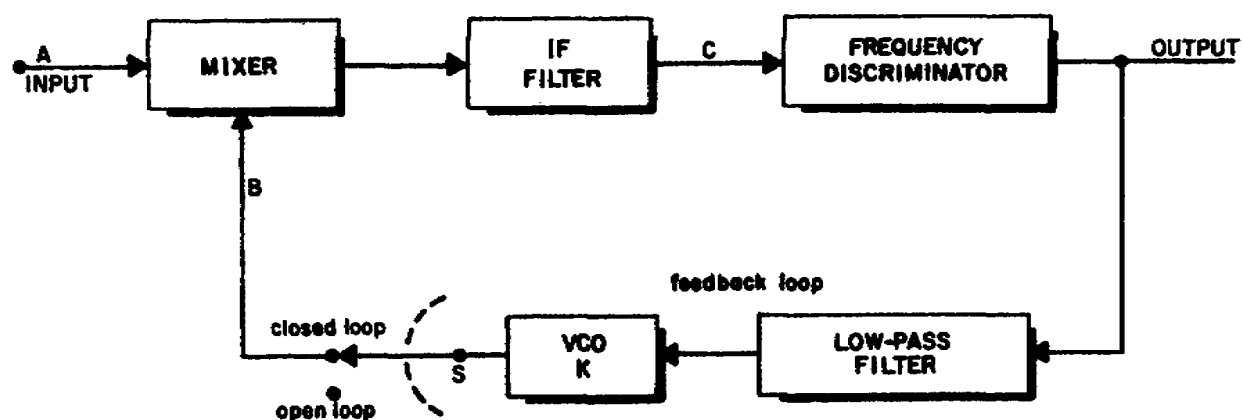 A
INPUT
MIXER
IF
FILTER
C
FREQUENCY
DISCRIMINATOR
OUTPUT
B
feedback loop
closed loop
S
VCO
K
LOW-PASS
FILTER
open loop